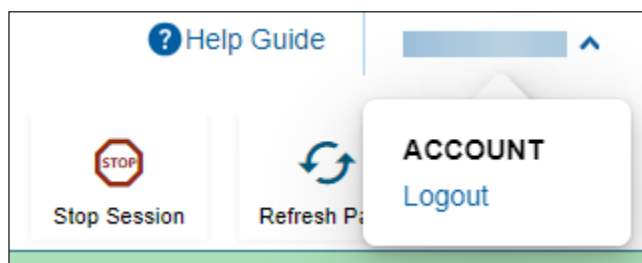 Help Guide
ACCOUNT
Logout
STOP
Stop Session
Refresh Pa